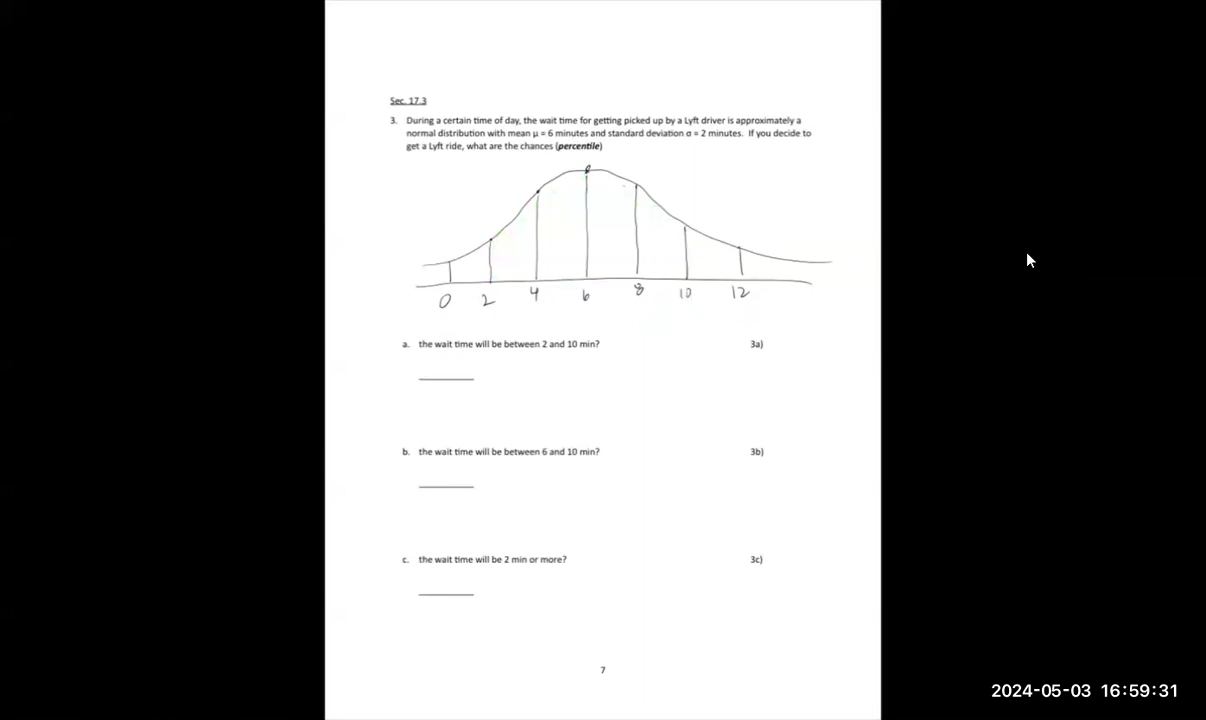 Sec. 17.3
3. During a certain time of day, the wait time for getting picked up by a Lyft driver is approximately a
normal distribution with mean μ = 6 minutes and standard deviation σ = 2 minutes. If you decide to
get a Lyft ride, what are the chances (percentile)
0 2 4 6 8 10 12
a. the wait time will be between 2 and 10 min? 3a)
b. the wait time will be between 6 and 10 min? 3b)
c. the wait time will be 2 min or more? 3c)
7
2024-05-03 16:59:31